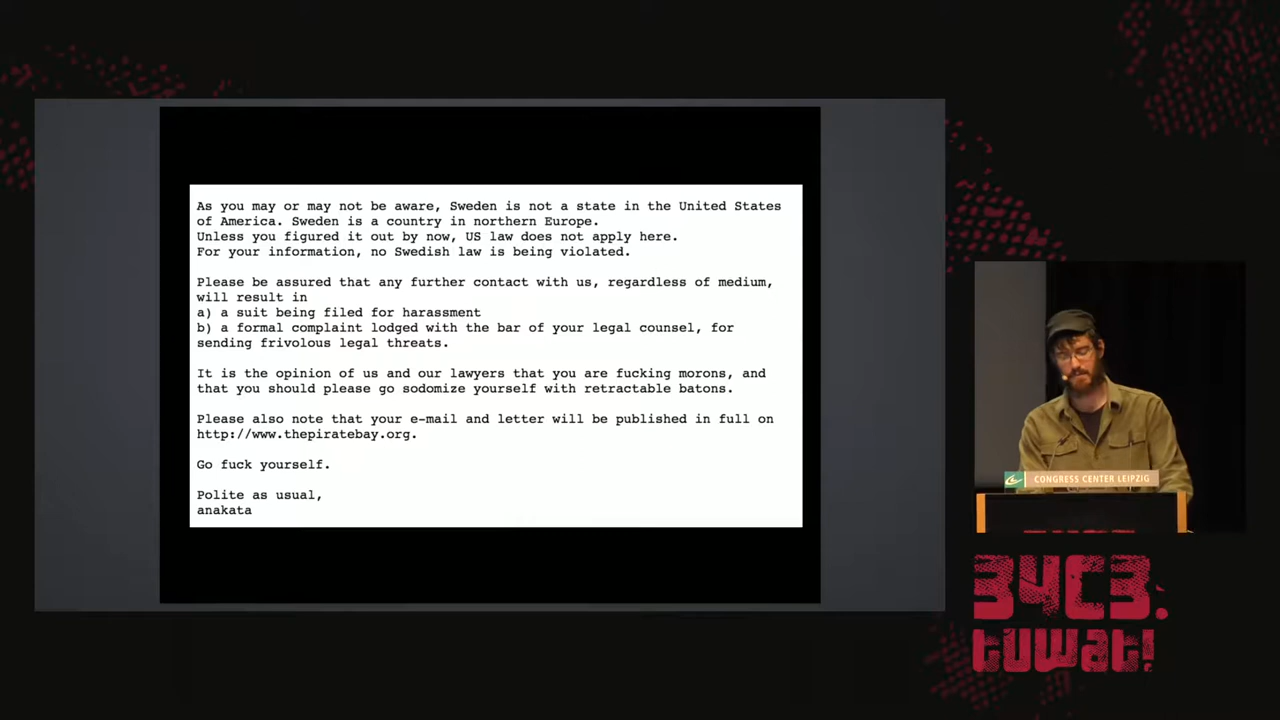 As you may or may not be aware, Sweden is not a state in the United States
of America. Sweden is a country in northern Europe.
Unless you figured it out by now, US law does not apply here.
For your information, no Swedish law is being violated.
Please be assured that any further contact with us, regardless of medium,
will result in
a) a suit being filed for harassment
b) a formal complaint lodged with the bar of your legal counsel, for
sending frivolous legal threats.
It is the opinion of us and our lawyers that you are fucking morons, and
that you should please go sodomize yourself with retractable batons.
Please also note that your e-mail and letter will be published in full on
http://www.thepiratebay.org.
Go fuck yourself.
Polite as usual,
anakata
CONGRESS CENTER LEIPZIG
34C3.
tuwat!